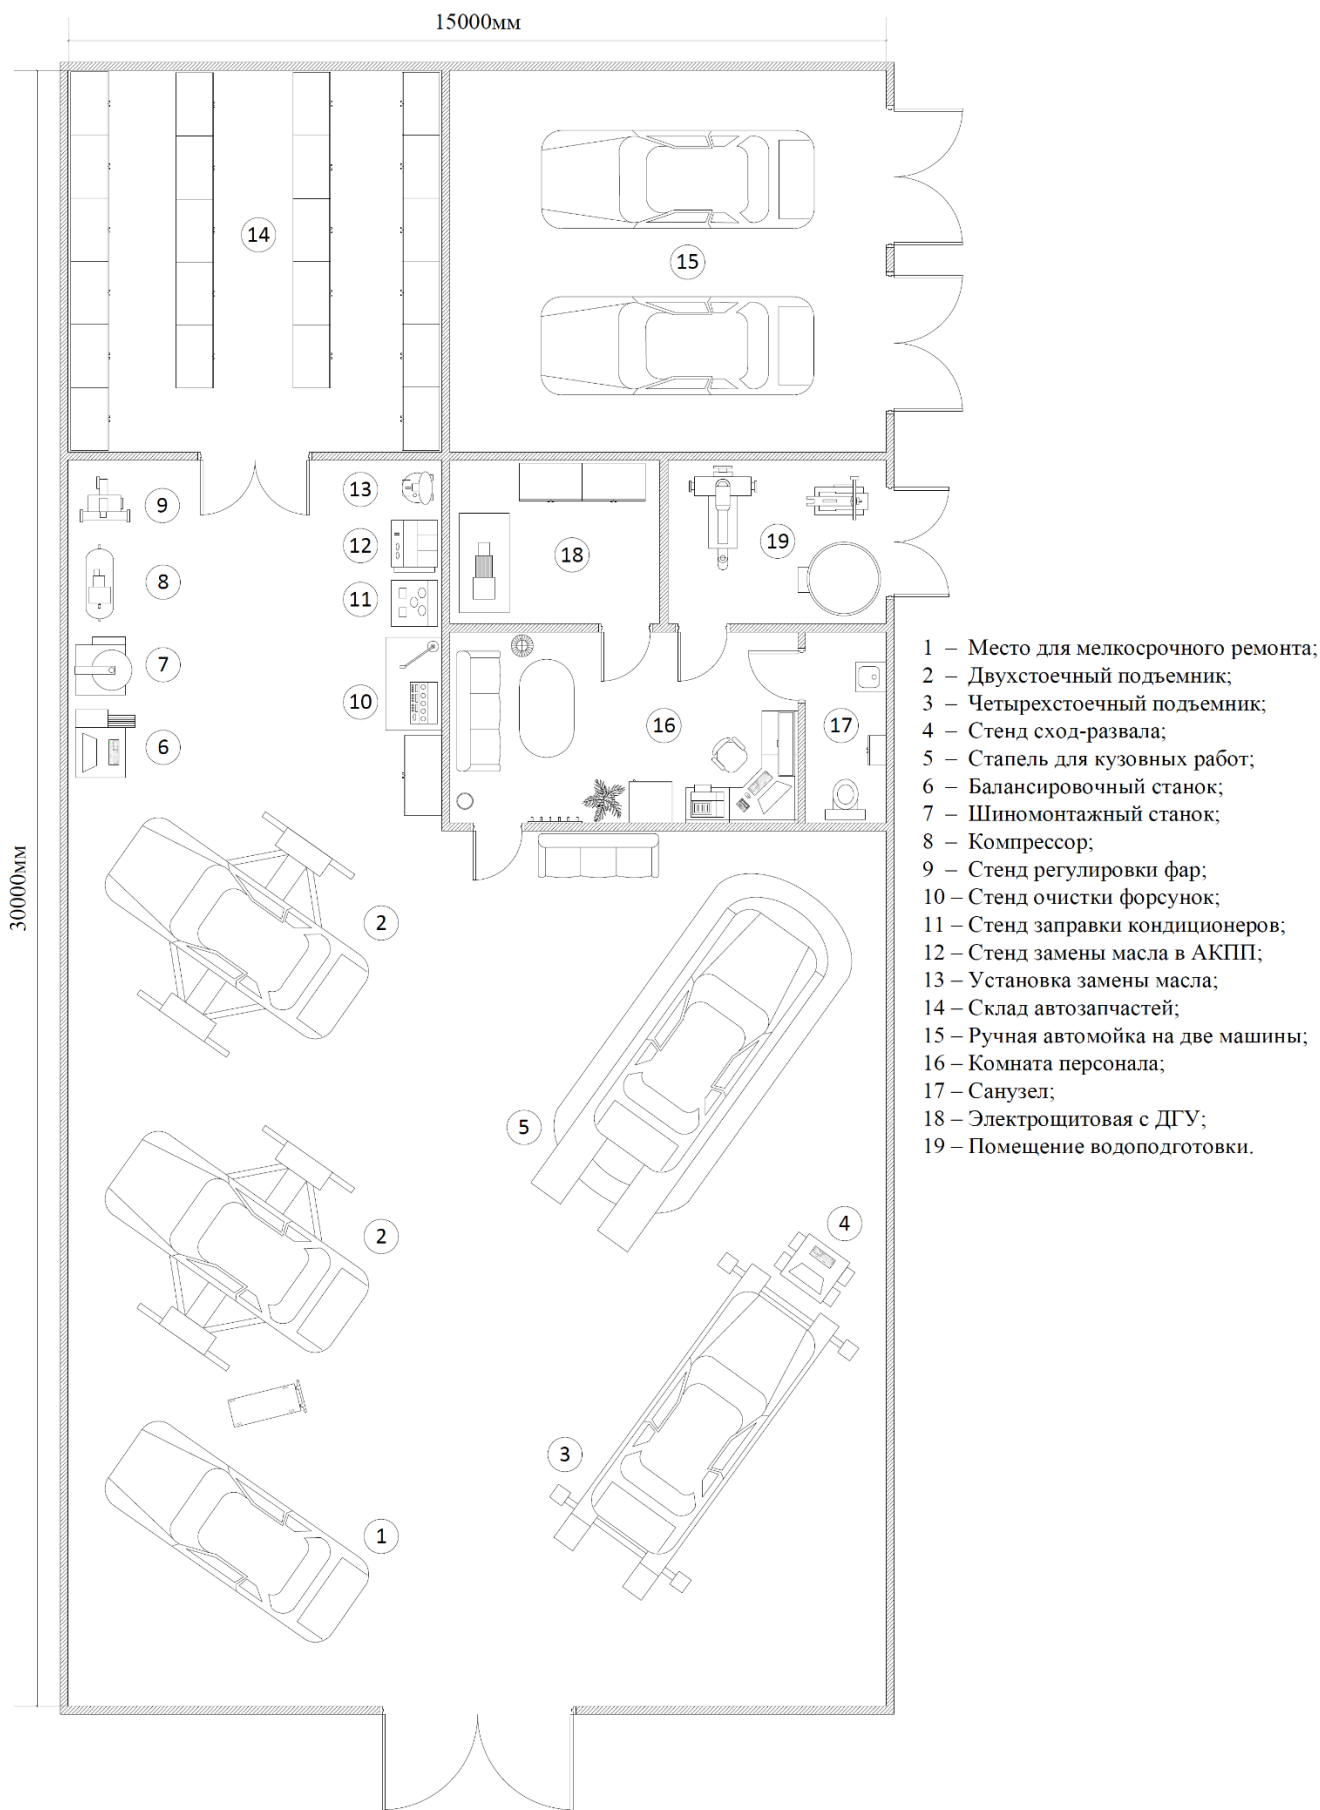 15000мм
30000мм
14
15
9
13
12
8
11
18
19
7
10
6
16
17
2
5
2
4
3
1
1 – Место для мелкосрочного ремонта;
2 – Двухстоечный подъемник;
3 – Четырехстоечный подъемник;
4 – Стенд сход-развала;
5 – Стапель для кузовных работ;
6 – Балансировочный станок;
7 – Шиномонтажный станок;
8 – Компрессор;
9 – Стенд регулировки фар;
10 – Стенд очистки форсунок;
11 – Стенд заправки кондиционеров;
12 – Стенд замены масла в АКПП;
13 – Установка замены масла;
14 – Склад автозапчастей;
15 – Ручная автомойка на две машины;
16 – Комната персонала;
17 – Санузел;
18 – Электрощитовая с ДГУ;
19 – Помещение водоподготовки.